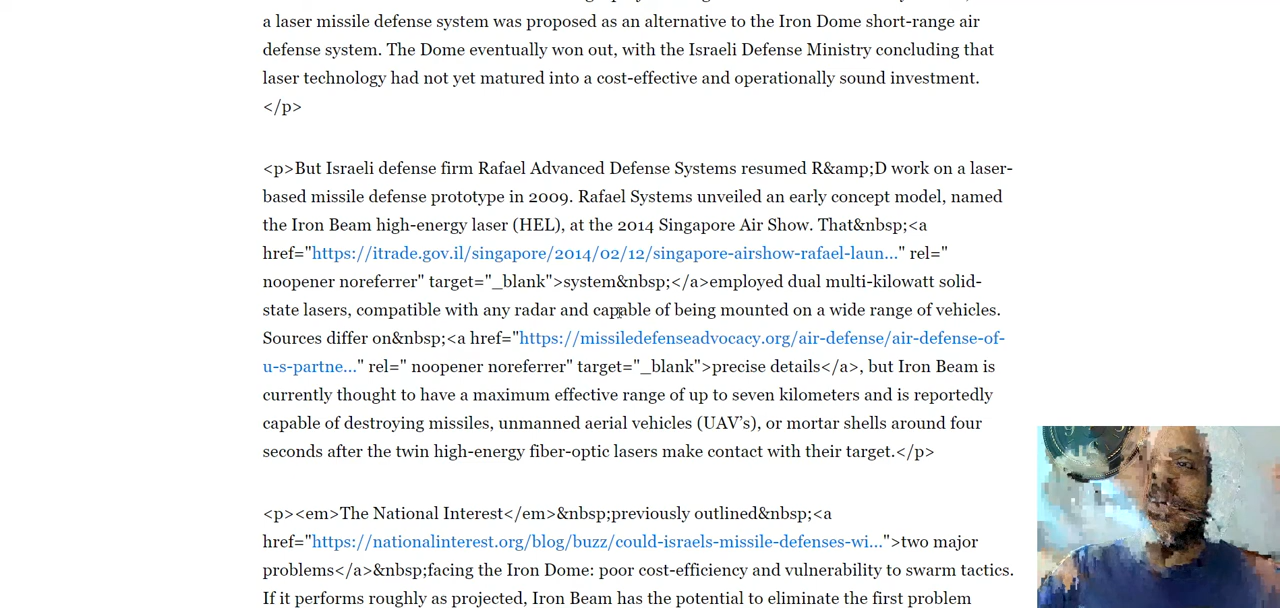 a laser missile defense system was proposed as an alternative to the Iron Dome short-range air
defense system. The Dome eventually won out, with the Israeli Defense Ministry concluding that
laser technology had not yet matured into a cost-effective and operationally sound investment.
</p>
<p>But Israeli defense firm Rafael Advanced Defense Systems resumed R&amp;D work on a laser-
based missile defense prototype in 2009. Rafael Systems unveiled an early concept model, named
the Iron Beam high-energy laser (HEL), at the 2014 Singapore Air Show. That&nbsp;<a
href="https://itrade.gov.il/singapore/2014/02/12/singapore-airshow-rafael-laun..." rel="
noopener noreferrer" target="_blank">system&nbsp;</a>employed dual multi-kilowatt solid-
state lasers, compatible with any radar and capable of being mounted on a wide range of vehicles.
Sources differ on&nbsp;<a href="https://missiledefenseadvocacy.org/air-defense/air-defense-of-
u-s-partne..." rel=" noopener noreferrer" target="_blank">precise details</a>, but Iron Beam is
currently thought to have a maximum effective range of up to seven kilometers and is reportedly
capable of destroying missiles, unmanned aerial vehicles (UAV’s), or mortar shells around four
seconds after the twin high-energy fiber-optic lasers make contact with their target.</p>
<p><em>The National Interest</em>&nbsp;previously outlined&nbsp;<a
href="https://nationalinterest.org/blog/buzz/could-israels-missile-defenses-wi...">two major
problems</a>&nbsp;facing the Iron Dome: poor cost-efficiency and vulnerability to swarm tactics.
If it performs roughly as projected, Iron Beam has the potential to eliminate the first problem